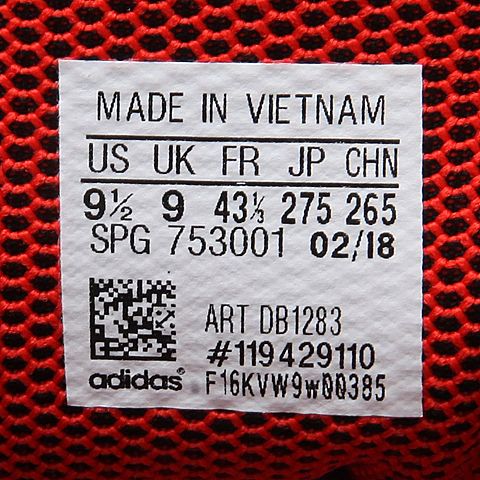 MADE IN VIETNAM
US UK FR JP CHN
9½ 9 43⅓ 275 265
SPG 753001 02/18
ART DB1283
#119429110
adidas® F16KVW9wQQ385